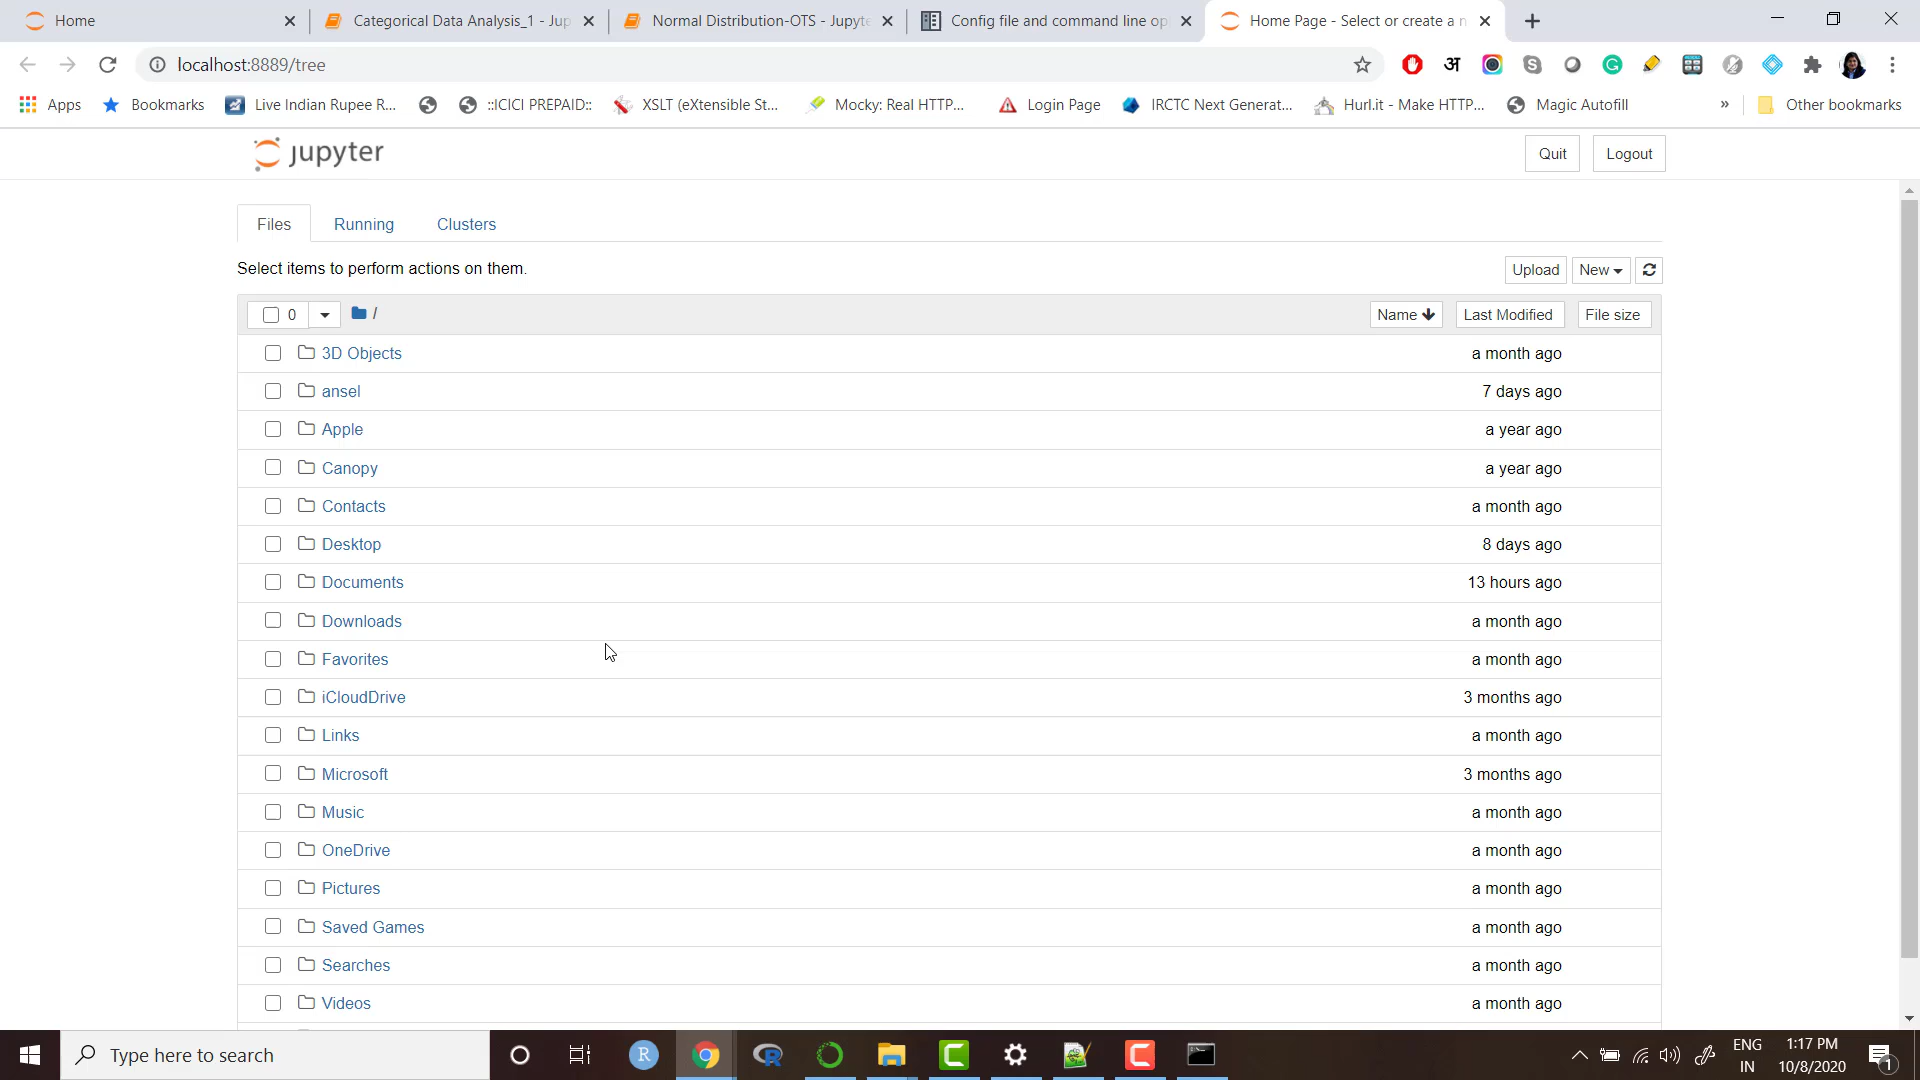 Home
Categorical Data Analysis_1 - Jup
Normal Distribution-OTS - Jupyte
Config file and command line op
Home Page - Select or create a n
localhost:8889/tree
अ
Apps
Bookmarks
Live Indian Rupee R...
::ICICI PREPAID::
XSLT (eXtensible St...
Mocky: Real HTTP...
Login Page
IRCTC Next Generat...
Hurl.it - Make HTTP...
Magic Autofill
»
Other bookmarks
jupyter
Quit
Logout
Files
Running
Clusters
Select items to perform actions on them.
Upload
New
0
/
Name
Last Modified
File size
3D Objects
a month ago
ansel
7 days ago
Apple
a year ago
Canopy
a year ago
Contacts
a month ago
Desktop
8 days ago
Documents
13 hours ago
Downloads
a month ago
Favorites
a month ago
iCloudDrive
3 months ago
Links
a month ago
Microsoft
3 months ago
Music
a month ago
OneDrive
a month ago
Pictures
a month ago
Saved Games
a month ago
Searches
a month ago
Videos
a month ago
Type here to search
R
R
ENG
IN
1:17 PM
10/8/2020
1